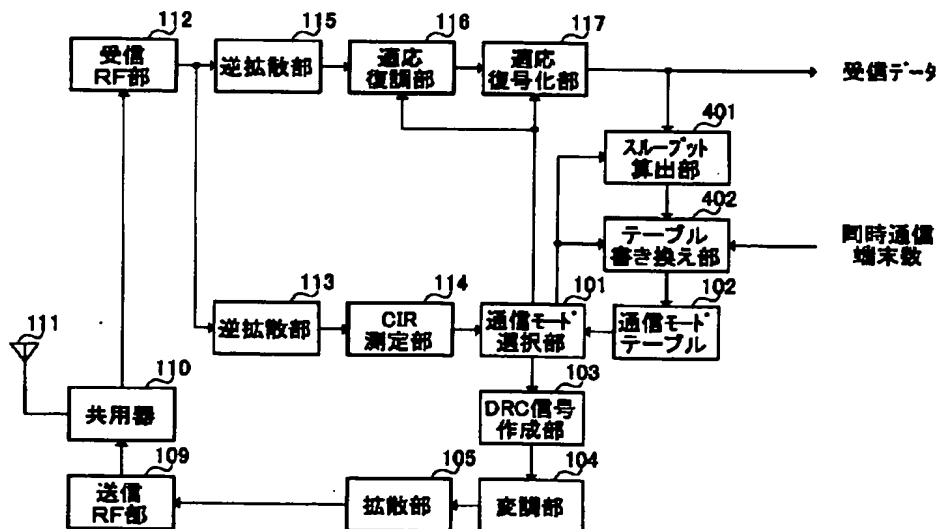 112
受信
RF部
115
逆拡散部
116
適応
復調部
117
適応
復号化部
受信データ
401
スループット
算出部
402
テーブル
書き換え部
同時通信
端末数
113
逆拡散部
114
CIR
測定部
101
通信モード
選択部
102
通信モード
テーブル
111
110
共用器
103
DRC信号
作成部
109
送信
RF部
105
拡散部
104
変調部